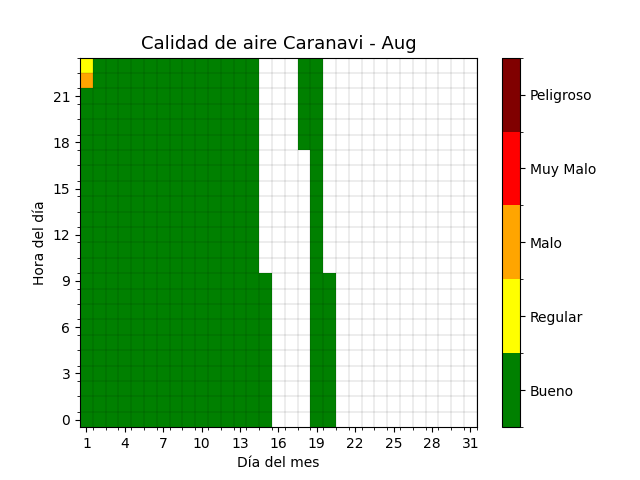 Calidad de aire Caranavi - Aug
Hora del día
21
18
15
12
9
6
3
0
1 4 7 10 13 16 19 22 25 28 31
Día del mes
Peligroso
Muy Malo
Malo
Regular
Bueno